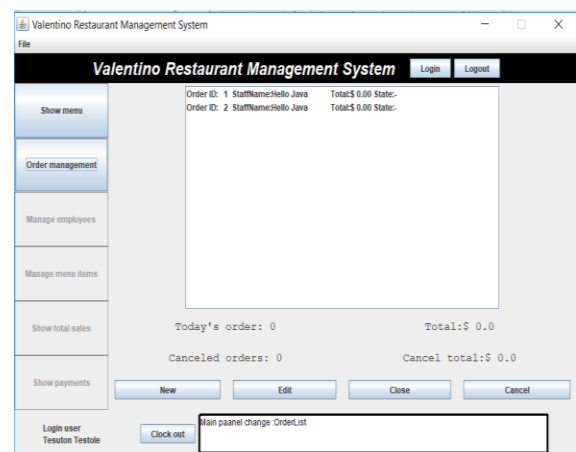 Valentino Restaurant Management System
File
Valentino Restaurant Management System Login Logout
Show menu
Order management
Manage employees
Manage menu items
Show total sales
Show payments
Order ID: 1 StaffName:Hello Java Total:$ 0.00 State:-
Order ID: 2 StaffName:Hello Java Total:$ 0.00 State:-
Today's order: 0 Total:$ 0.0
Canceled orders: 0 Cancel total:$ 0.0
New Edit Close Cancel
Login user
Tesuton Testole
Clock out
Main paanel change :OrderList